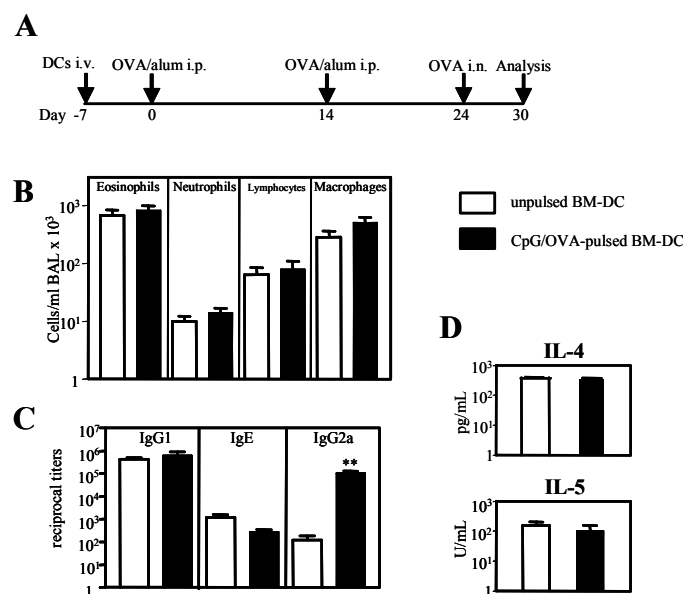 A
DCs i.v. OVA/alum i.p. OVA/alum i.p. OVA i.n. Analysis
Day -7 0 14 24 30
B
Eosinophils Neutrophils Lymphocytes Macrophages
Cells/ml BAL x 10³
10³
10²
10¹
1
unpulsed BM-DC
CpG/OVA-pulsed BM-DC
C
IgG1 IgE IgG2a
reciprocal titers
10⁷
10⁶
10⁵
10⁴
10³
10²
10¹
1
**
D
IL-4
pg/mL
10³
10²
10¹
1
IL-5
U/mL
10³
10²
10¹
1